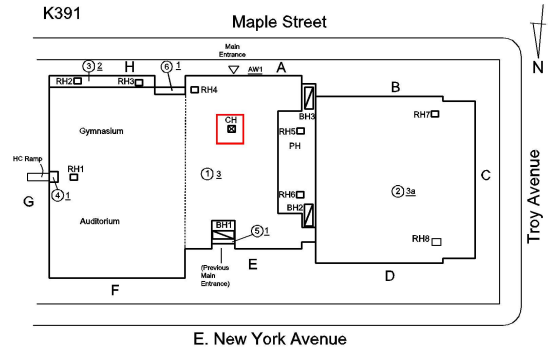 K391
Maple Street
Main
Entrance
H
A
AW1
B
③ 2
⑥ 1
RH2
RH3
RH4
CH
BH3
RH7
N
Gymnasium
RH5
PH
HC Ramp
RH1
① 3
② 3a
C
Troy Avenue
G
④ 1
RH6
Auditorium
BH1
BH2
⑤ 1
RH8
(Previous
Main
Entrance)
E
F
D
E. New York Avenue